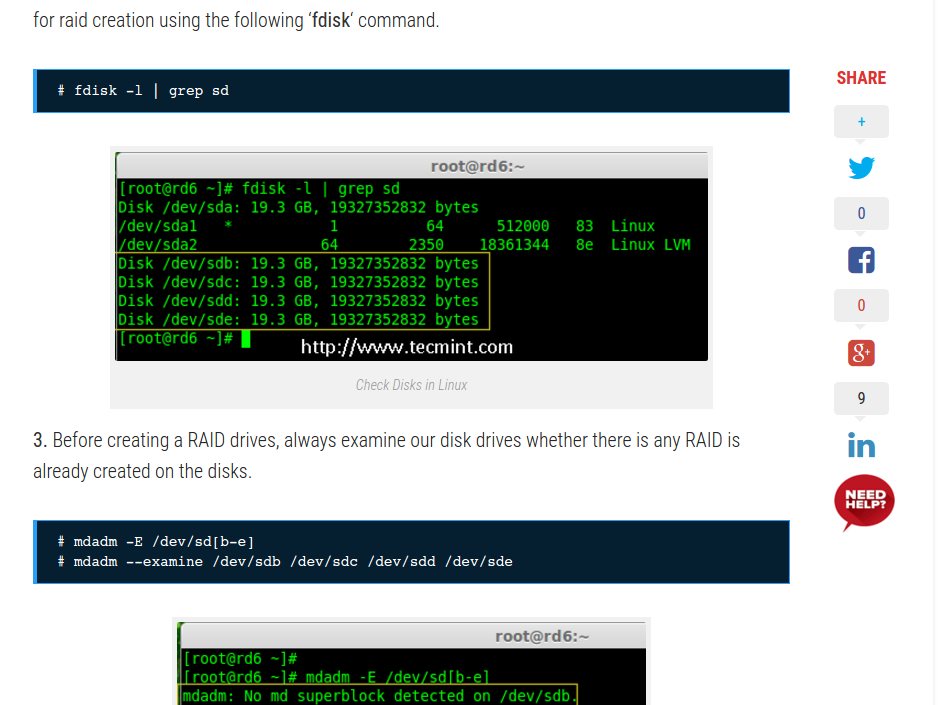 for raid creation using the following ‘fdisk‘ command.
# fdisk -l | grep sd
root@rd6:~
[root@rd6 ~]# fdisk -l | grep sd
Disk /dev/sda: 19.3 GB, 19327352832 bytes
/dev/sda1 * 1 64 512000 83 Linux
/dev/sda2 64 2350 18361344 8e Linux LVM
Disk /dev/sdb: 19.3 GB, 19327352832 bytes
Disk /dev/sdc: 19.3 GB, 19327352832 bytes
Disk /dev/sdd: 19.3 GB, 19327352832 bytes
Disk /dev/sde: 19.3 GB, 19327352832 bytes
[root@rd6 ~]#
http://www.tecmint.com
Check Disks in Linux
3. Before creating a RAID drives, always examine our disk drives whether there is any RAID is
already created on the disks.
# mdadm -E /dev/sd[b-e]
# mdadm --examine /dev/sdb /dev/sdc /dev/sdd /dev/sde
root@rd6:~
[root@rd6 ~]#
[root@rd6 ~]# mdadm -E /dev/sd[b-e]
mdadm: No md superblock detected on /dev/sdb.
SHARE
+
0
0
g+
9
in
NEED
HELP?